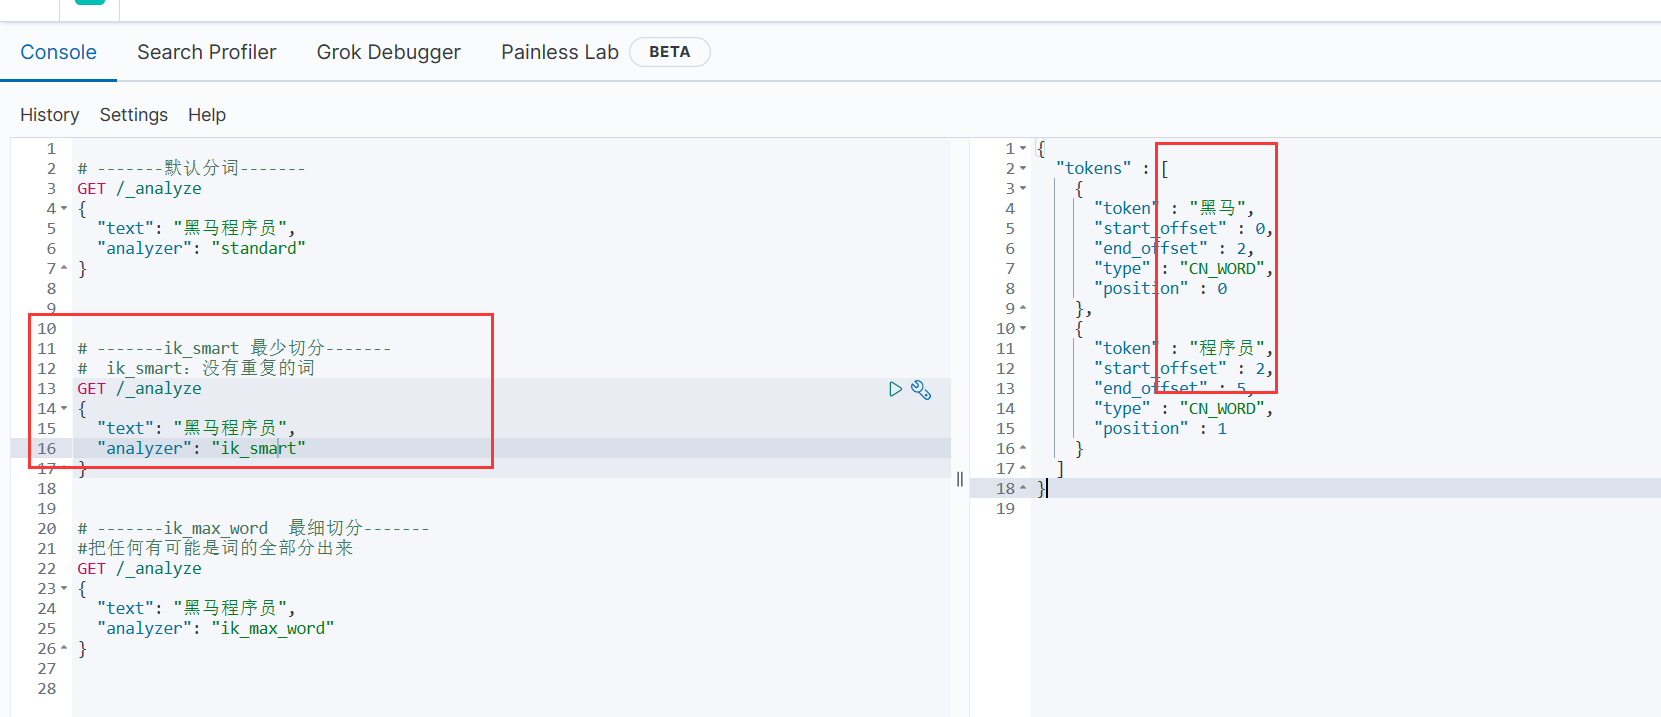 Console Search Profiler Grok Debugger Painless Lab BETA
History Settings Help
1
2 # -------默认分词-------
3 GET /_analyze
4 {
5 "text": "黑马程序员",
6 "analyzer": "standard"
7 }
8
9
10
11 # -------ik_smart 最少切分-------
12 # ik_smart：没有重复的词
13 GET /_analyze
14 {
15 "text": "黑马程序员",
16 "analyzer": "ik_smart"
17 }
18
19
20 # -------ik_max_word 最细切分-------
21 #把任何有可能是词的全部分出来
22 GET /_analyze
23 {
24 "text": "黑马程序员",
25 "analyzer": "ik_max_word"
26 }
27
28
1 {
2 "tokens" : [
3 {
4 "token" : "黑马",
5 "start_offset" : 0,
6 "end_offset" : 2,
7 "type" : "CN_WORD",
8 "position" : 0
9 },
10 {
11 "token" : "程序员",
12 "start_offset" : 2,
13 "end_offset" : 5,
14 "type" : "CN_WORD",
15 "position" : 1
16 }
17 ]
18 }
19